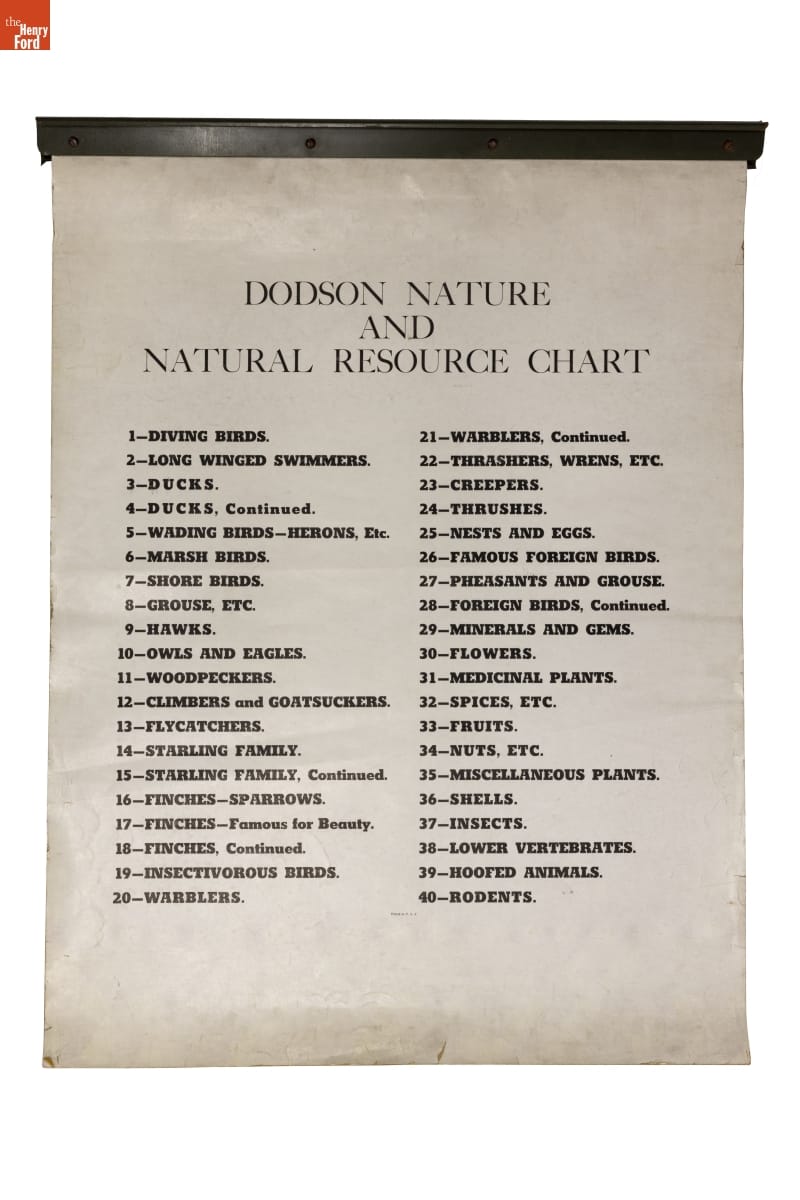 the
Henry
Ford
DODSON NATURE
AND
NATURAL RESOURCE CHART
1—DIVING BIRDS.
2—LONG WINGED SWIMMERS.
3—DUCKS.
4—DUCKS, Continued.
5—WADING BIRDS—HERONS, Etc.
6—MARSH BIRDS.
7—SHORE BIRDS.
8—GROUSE, ETC.
9—HAWKS.
10—OWLS AND EAGLES.
11—WOODPECKERS.
12—CLIMBERS and GOATSUCKERS.
13—FLYCATCHERS.
14—STARLING FAMILY.
15—STARLING FAMILY, Continued.
16—FINCHES—SPARROWS.
17—FINCHES—Famous for Beauty.
18—FINCHES, Continued.
19—INSECTIVOROUS BIRDS.
20—WARBLERS.
21—WARBLERS, Continued.
22—THRASHERS, WRENS, ETC.
23—CREEPERS.
24—THRUSHES.
25—NESTS AND EGGS.
26—FAMOUS FOREIGN BIRDS.
27—PHEASANTS AND GROUSE.
28—FOREIGN BIRDS, Continued.
29—MINERALS AND GEMS.
30—FLOWERS.
31—MEDICINAL PLANTS.
32—SPICES, ETC.
33—FRUITS.
34—NUTS, ETC.
35—MISCELLANEOUS PLANTS.
36—SHELLS.
37—INSECTS.
38—LOWER VERTEBRATES.
39—HOOFED ANIMALS.
40—RODENTS.